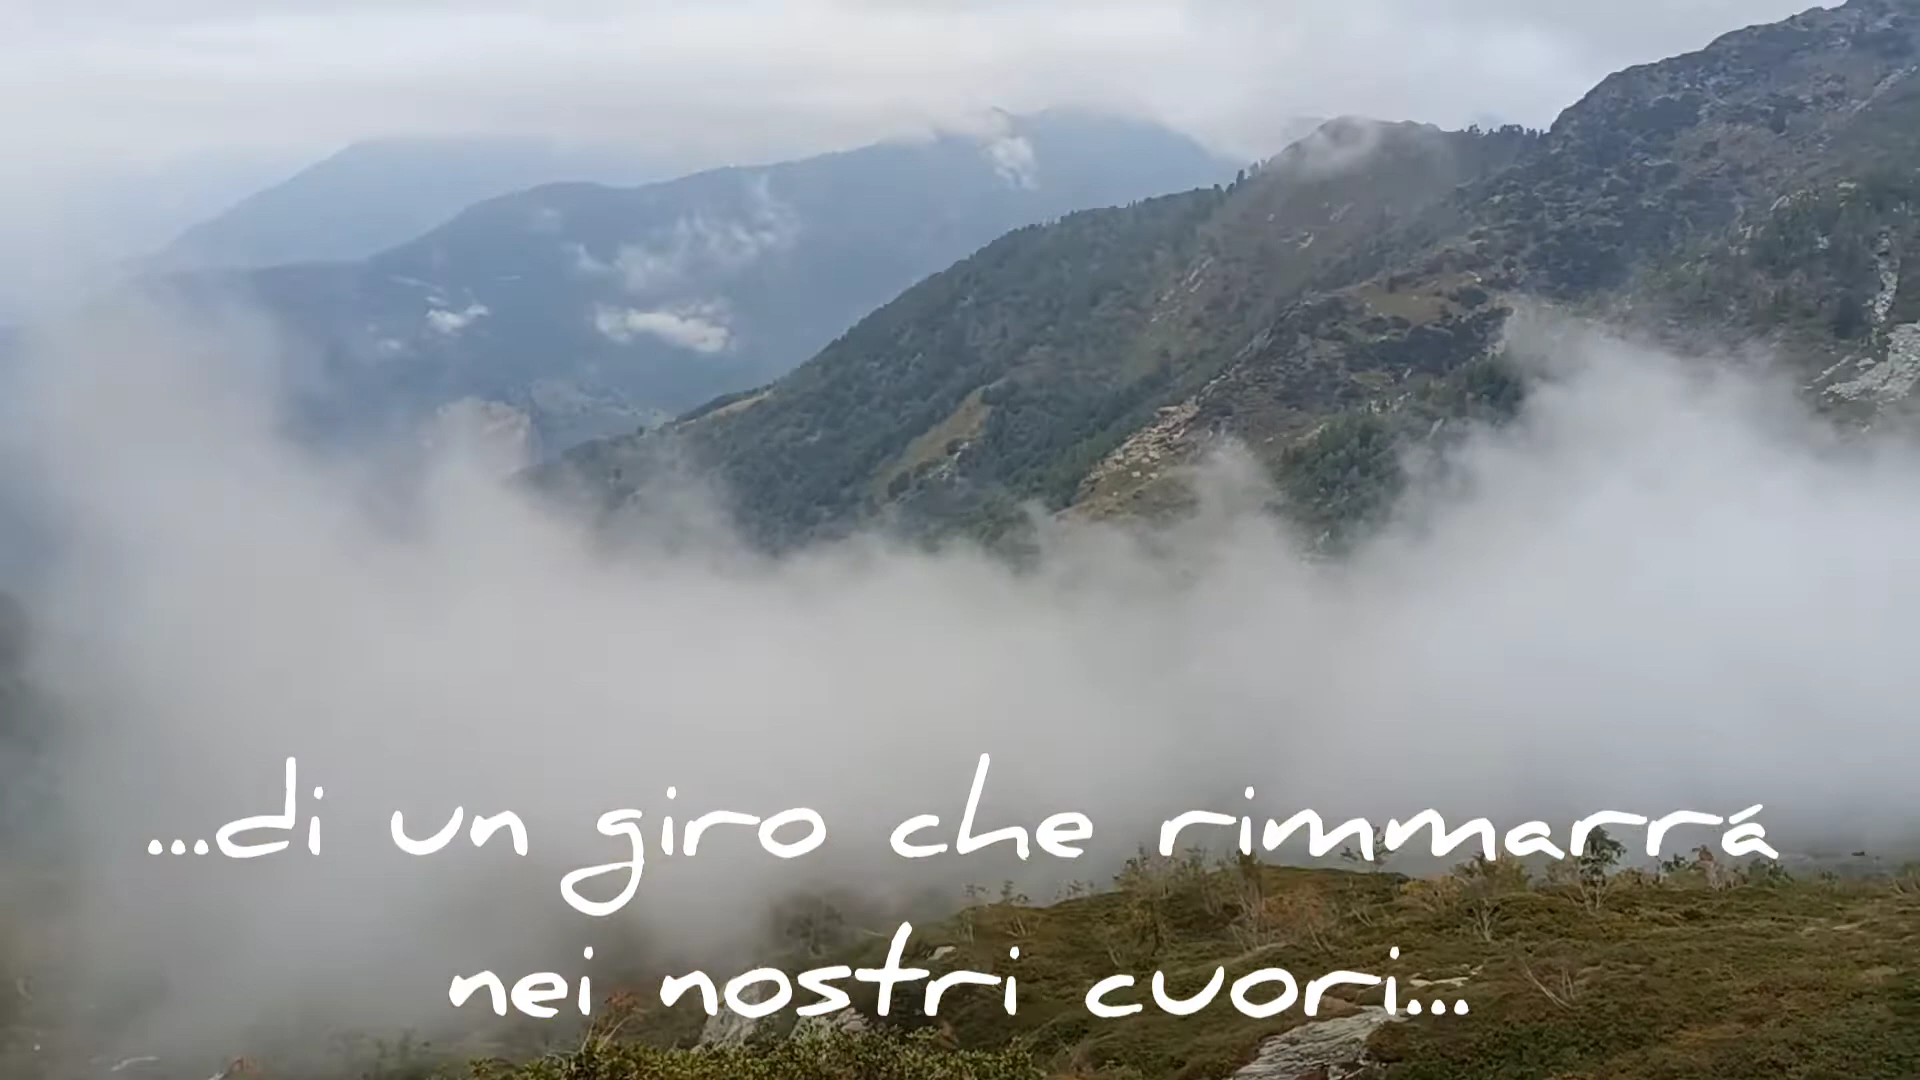 ...di un giro che rimmarrá
nei nostri cuori...